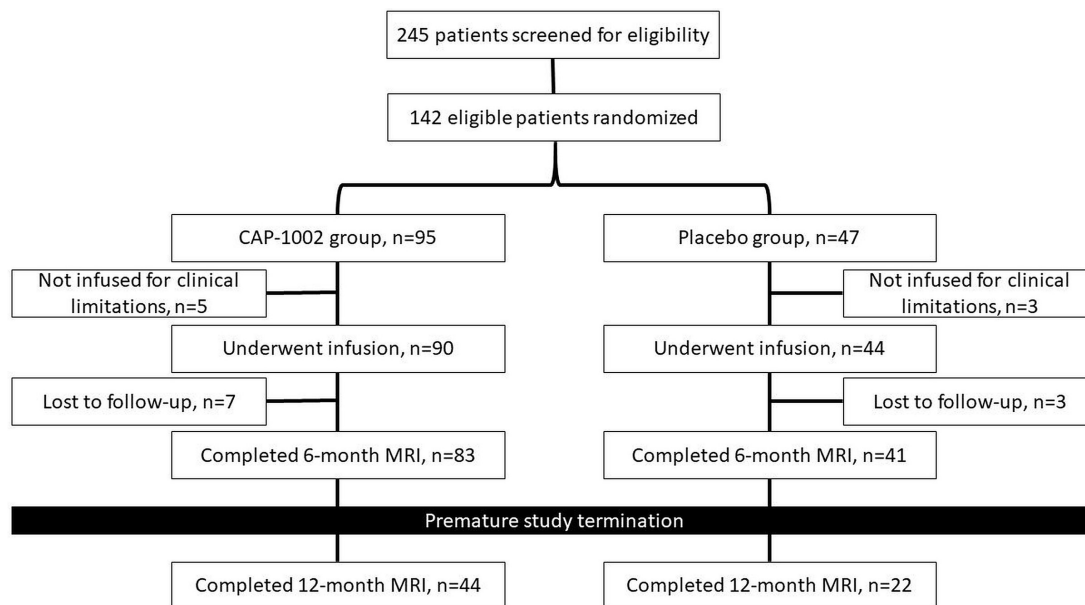 245 patients screened for eligibility
142 eligible patients randomized
CAP-1002 group, n=95
Placebo group, n=47
Not infused for clinical
limitations, n=5
Not infused for clinical
limitations, n=3
Underwent infusion, n=90
Underwent infusion, n=44
Lost to follow-up, n=7
Lost to follow-up, n=3
Completed 6-month MRI, n=83
Completed 6-month MRI, n=41
Premature study termination
Completed 12-month MRI, n=44
Completed 12-month MRI, n=22